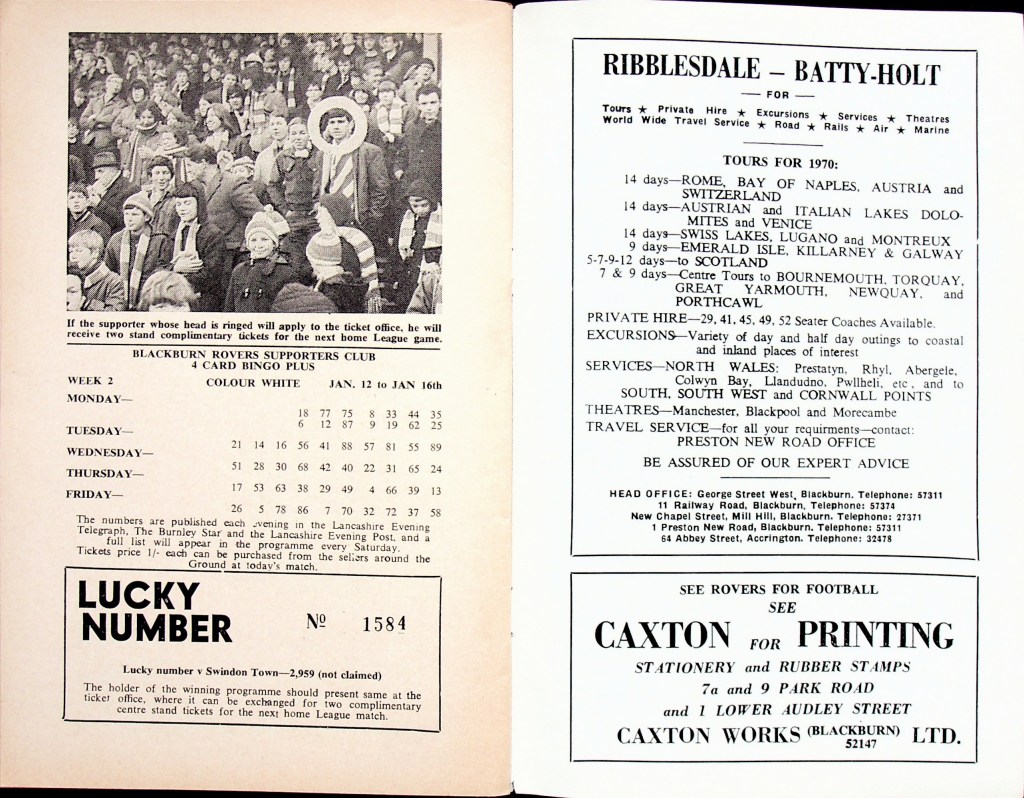 If the supporter whose head is ringed will apply to the ticket office, he will
receive two stand complimentary tickets for the next home League game.
BLACKBURN ROVERS SUPPORTERS CLUB
4 CARD BINGO PLUS
WEEK 2 COLOUR WHITE JAN. 12 to JAN 16th
MONDAY—
18 77 75 8 33 44 35
6 12 87 9 19 62 25
TUESDAY—
21 14 16 56 41 88 57 81 55 89
WEDNESDAY—
51 28 30 68 42 40 22 31 65 24
THURSDAY—
17 53 63 38 29 49 4 66 39 13
FRIDAY—
26 5 78 86 7 70 32 72 37 58
The numbers are published each evening in the Lancashire Evening
Telegraph, The Burnley Star and the Lancashire Evening Post, and a
full list will appear in the programme every Saturday.
Tickets price 1/- each can be purchased from the sellers around the
Ground at today's match.
LUCKY
NUMBER
Nº 1584
Lucky number v Swindon Town—2,959 (not claimed)
The holder of the winning programme should present same at the
ticket office, where it can be exchanged for two complimentary
centre stand tickets for the next home League match.
RIBBLESDALE – BATTY-HOLT
— FOR —
Tours ★ Private Hire ★ Excursions ★ Services ★ Theatres
World Wide Travel Service ★ Road ★ Rails ★ Air ★ Marine
TOURS FOR 1970:
14 days—ROME, BAY OF NAPLES, AUSTRIA and
SWITZERLAND
14 days—AUSTRIAN and ITALIAN LAKES DOLO-
MITES and VENICE
14 days—SWISS LAKES, LUGANO and MONTREUX
9 days—EMERALD ISLE, KILLARNEY & GALWAY
5-7-9-12 days—to SCOTLAND
7 & 9 days—Centre Tours to BOURNEMOUTH, TORQUAY,
GREAT YARMOUTH, NEWQUAY, and
PORTHCAWL
PRIVATE HIRE—29, 41, 45, 49, 52 Seater Coaches Available.
EXCURSIONS—Variety of day and half day outings to coastal
and inland places of interest
SERVICES—NORTH WALES: Prestatyn, Rhyl, Abergele,
Colwyn Bay, Llandudno, Pwllheli, etc, and to
SOUTH, SOUTH WEST and CORNWALL POINTS
THEATRES—Manchester, Blackpool and Morecambe
TRAVEL SERVICE—for all your requirments—contact:
PRESTON NEW ROAD OFFICE
BE ASSURED OF OUR EXPERT ADVICE
HEAD OFFICE: George Street West, Blackburn. Telephone: 57311
11 Railway Road, Blackburn, Telephone: 57374
New Chapel Street, Mill Hill, Blackburn. Telephone: 27371
1 Preston New Road, Blackburn. Telephone: 57311
64 Abbey Street, Accrington. Telephone: 32478
SEE ROVERS FOR FOOTBALL
SEE
CAXTON FOR PRINTING
STATIONERY and RUBBER STAMPS
7a and 9 PARK ROAD
and 1 LOWER AUDLEY STREET
CAXTON WORKS (BLACKBURN) LTD.
52147